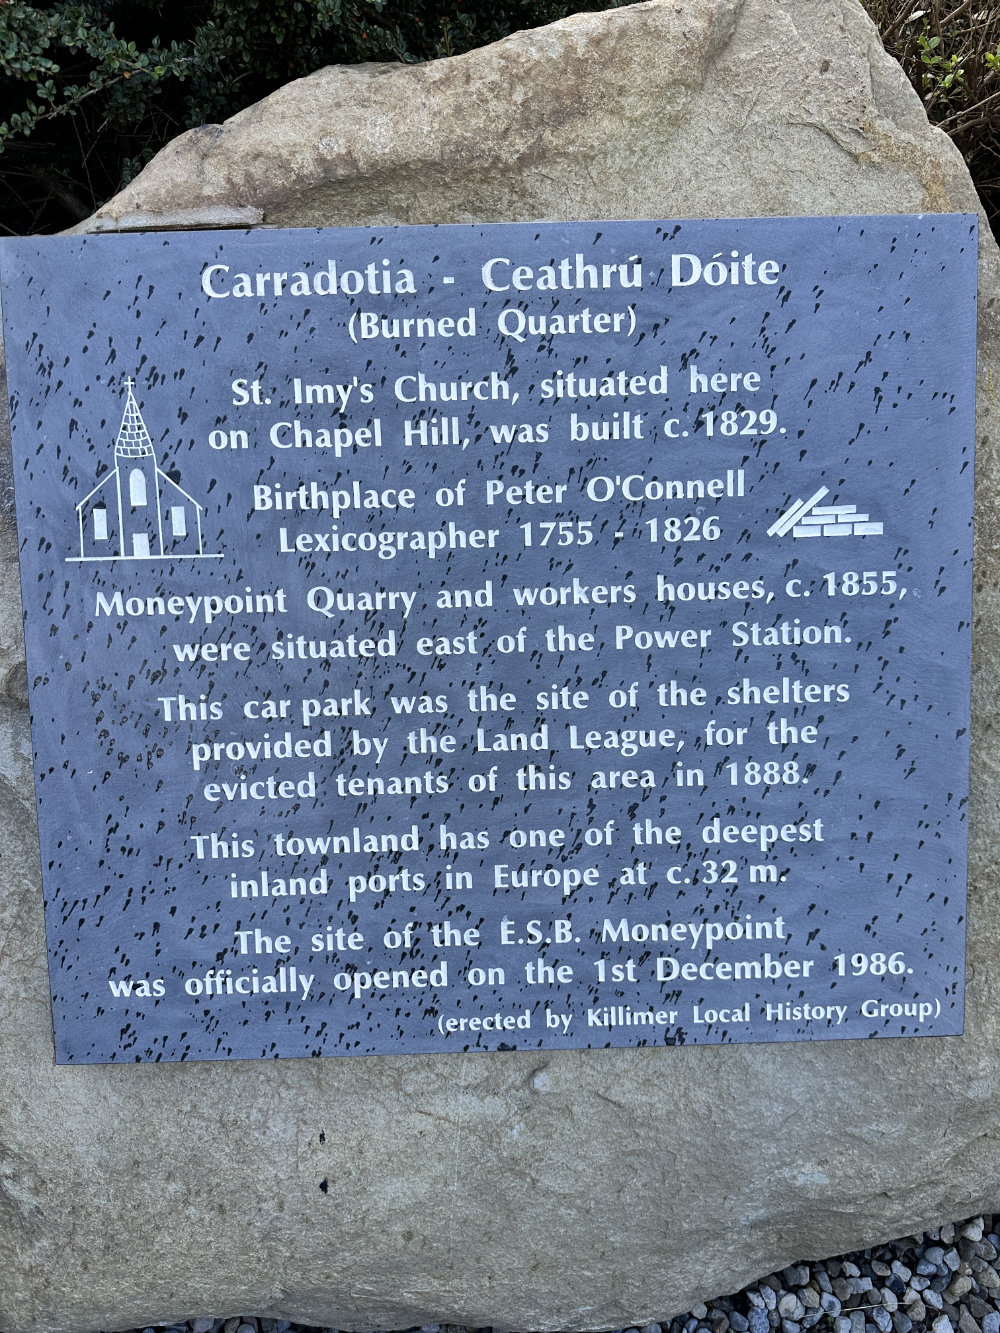 Carradotia - Ceathrú Dóite
(Burned Quarter)
St. Imy's Church, situated here
on Chapel Hill, was built c. 1829.
Birthplace of Peter O'Connell
Lexicographer 1755 - 1826
Moneypoint Quarry and workers houses, c. 1855,
were situated east of the Power Station.
This car park was the site of the shelters
provided by the Land League, for the
evicted tenants of this area in 1888.
This townland has one of the deepest
inland ports in Europe at c. 32 m.
The site of the E.S.B. Moneypoint
was officially opened on the 1st December 1986.
(erected by Killimer Local History Group)